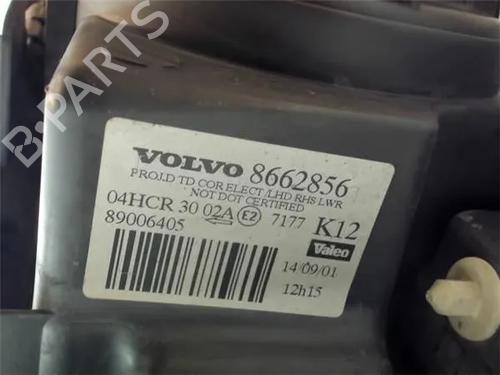 B-PARTS
VOLVO 8662856
PROJ.D TD COR ELECT /LHD RHS LWR
NOT DOT CERTIFIED
04HCR 30 02A E2 7177 K12
89006405
Valeo
14/09/01
12h15